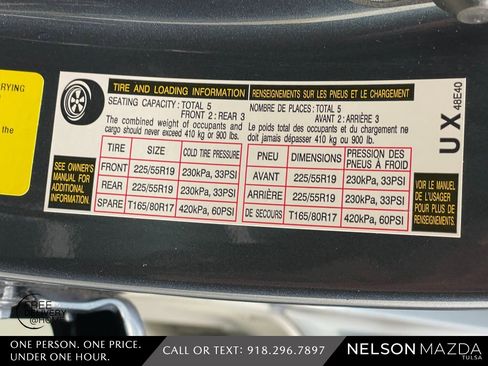 RYING
the
TIRE AND LOADING INFORMATION
SEATING CAPACITY : TOTAL 5
FRONT 2 : REAR 3
The combined weight of occupants and
cargo should never exceed 410 kg or 900 lbs.
RENSEIGNEMENTS SUR LES PNEUS ET LE CHARGEMENT
NOMBRE DE PLACES : TOTAL 5
AVANT 2 : ARRIÈRE 3
Le poids total des occupants et du chargement ne
doit jamais dépasser 410 kg ou 900 lb.
SEE OWNER'S
MANUAL FOR
ADDITIONAL
INFORMATION.
TIRE SIZE COLD TIRE PRESSURE
FRONT 225/55R19 230kPa, 33PSI
REAR 225/55R19 230kPa, 33PSI
SPARE T165/80R17 420kPa, 60PSI
PNEU DIMENSIONS PRESSION DES
PNEUS À FROID
AVANT 225/55R19 230kPa, 33PSI
ARRIÈRE 225/55R19 230kPa, 33PSI
DE SECOURS T165/80R17 420kPa, 60PSI
VOIR LE MANUEL
DE L'USAGER
POUR PLUS DE
RENSEIGNEMENTS.
U X 48E40
FREE
DELIVERY
@HOME
ONE PERSON. ONE PRICE.
UNDER ONE HOUR.
CALL OR TEXT: 918.296.7897
NELSON MAZDA
TULSA